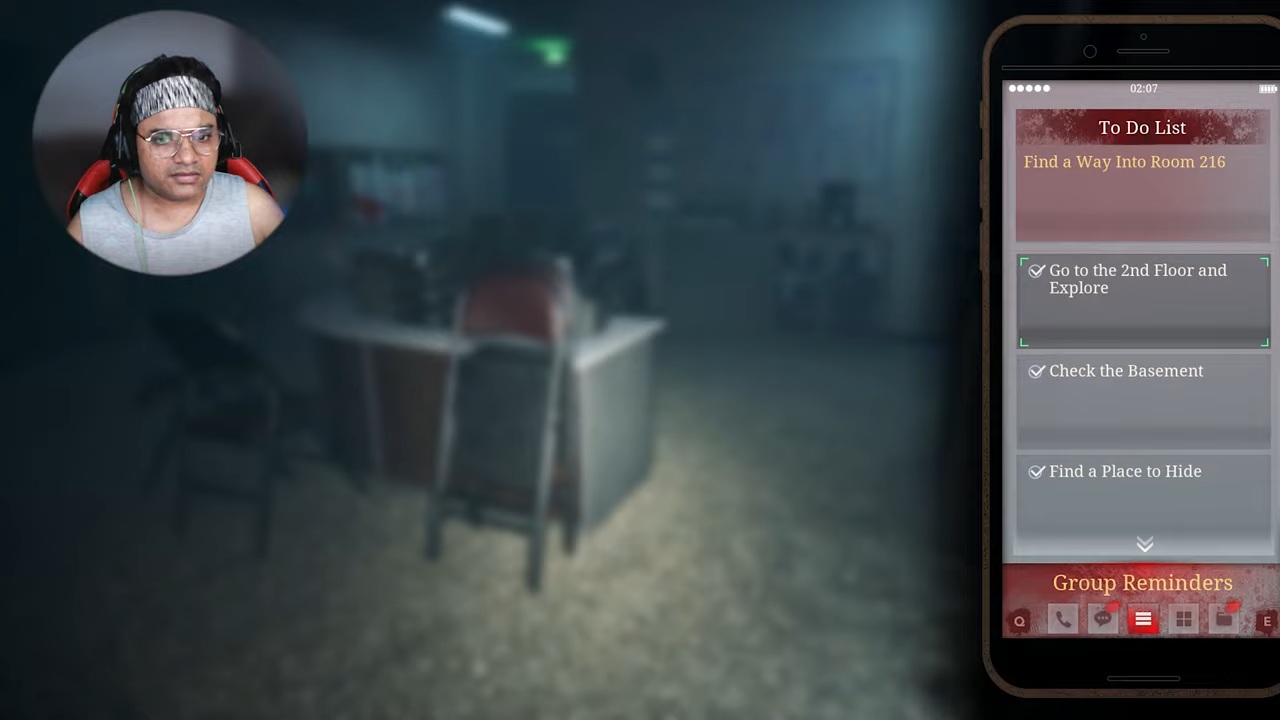 02:07
To Do List
Find a Way Into Room 216
Go to the 2nd Floor and
Explore
Check the Basement
Find a Place to Hide
Group Reminders
Q
E